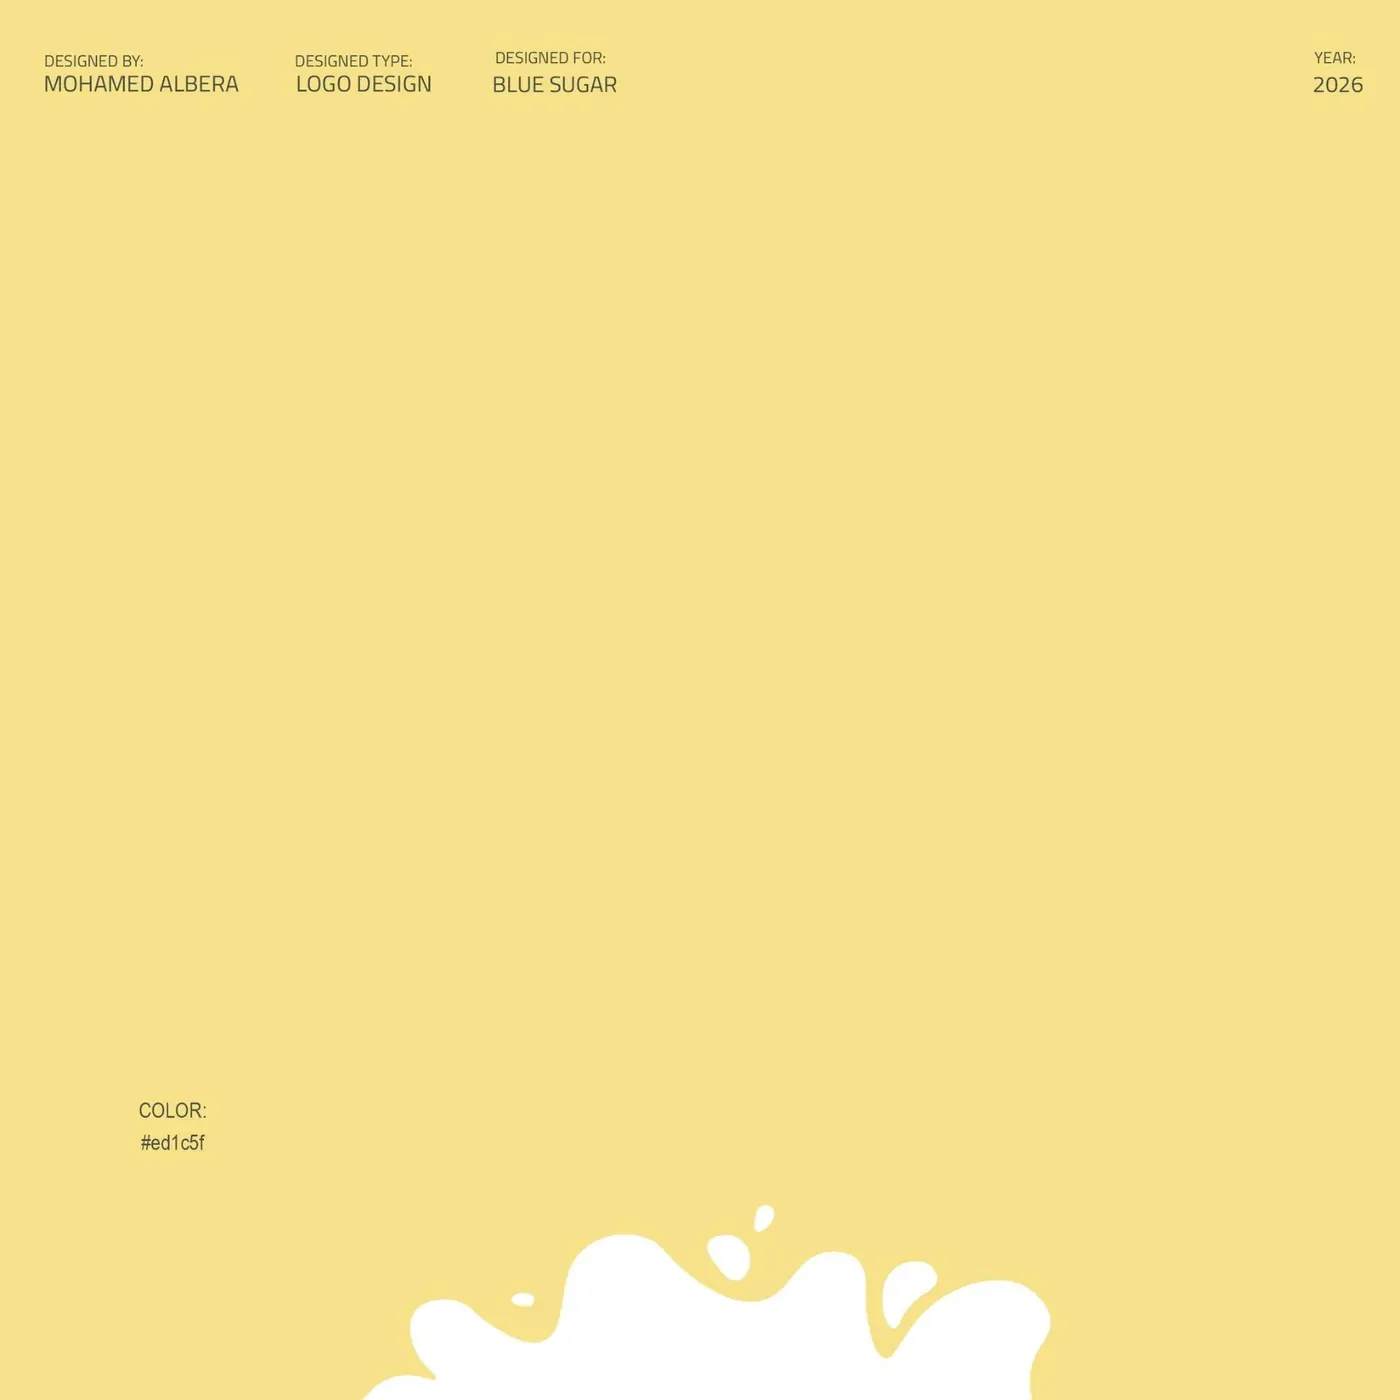 DESIGNED BY:
MOHAMED ALBERA
DESIGNED TYPE:
LOGO DESIGN
DESIGNED FOR:
BLUE SUGAR
YEAR:
2026
COLOR:
#ed1c5f